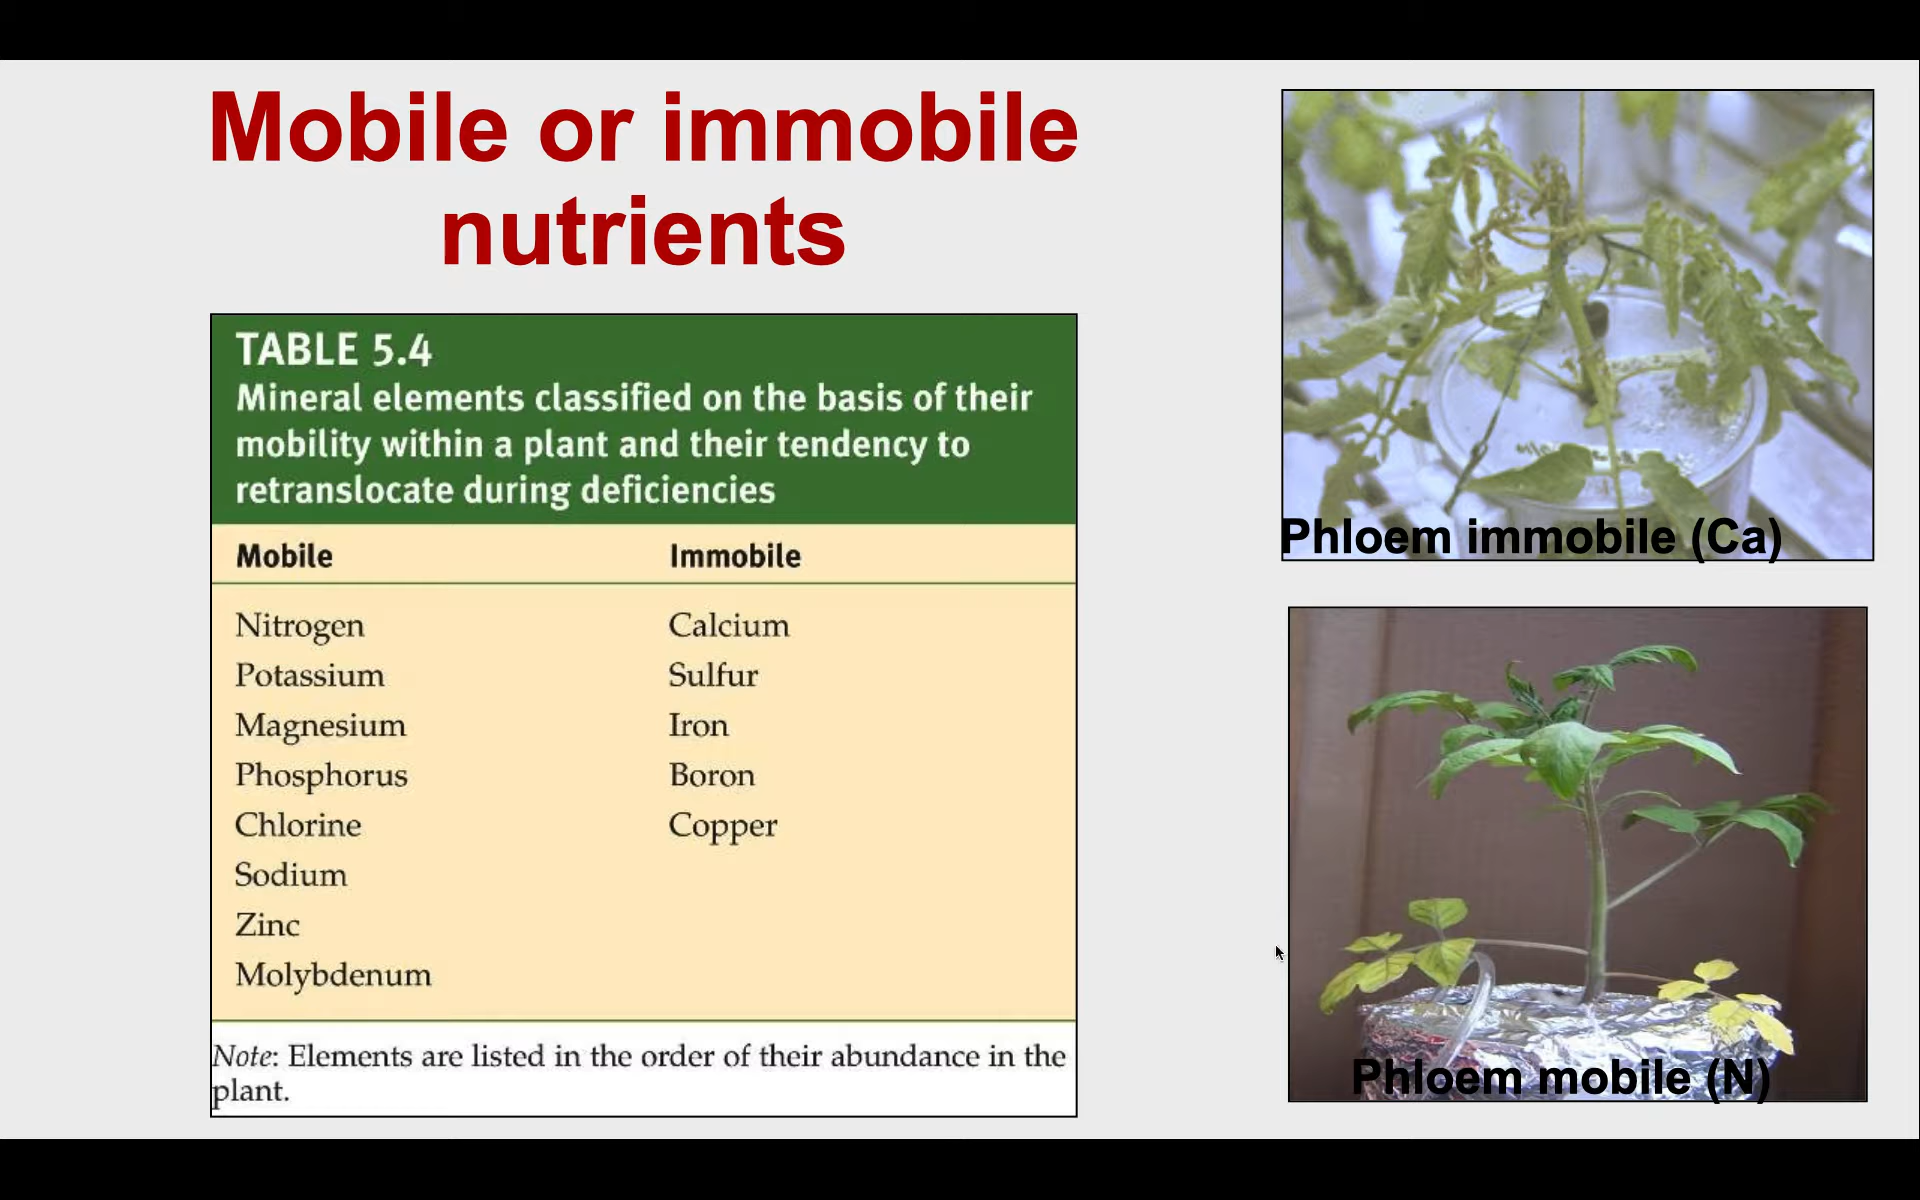 Mobile or immobile
nutrients
TABLE 5.4
Mineral elements classified on the basis of their
mobility within a plant and their tendency to
retranslocate during deficiencies
Mobile Immobile
Nitrogen Calcium
Potassium Sulfur
Magnesium Iron
Phosphorus Boron
Chlorine Copper
Sodium
Zinc
Molybdenum
Note: Elements are listed in the order of their abundance in the
plant.
Phloem immobile (Ca)
Phloem mobile (N)